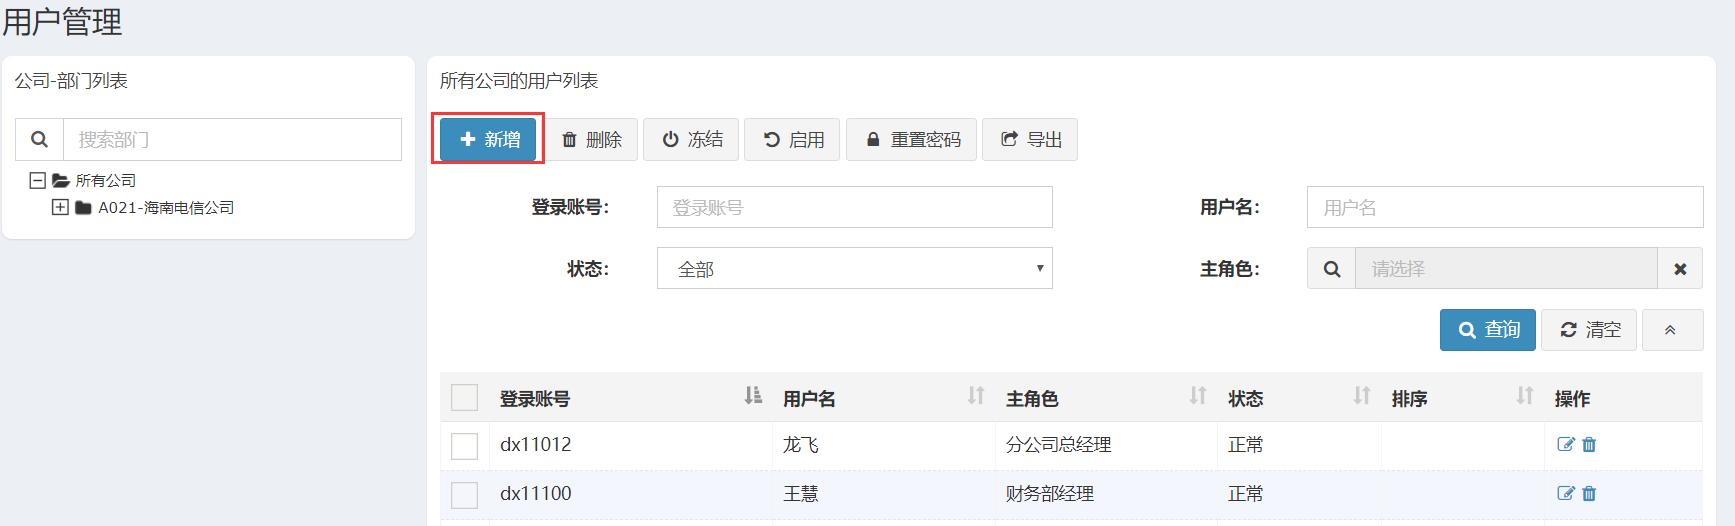 用户管理
公司-部门列表
搜索部门
所有公司
A021-海南电信公司
所有公司的用户列表
新增 删除 冻结 启用 重置密码 导出
登录账号： 登录账号 用户名： 用户名
状态： 全部 主角色： 请选择
查询 清空
登录账号 用户名 主角色 状态 排序 操作
dx11012 龙飞 分公司总经理 正常
dx11100 王慧 财务部经理 正常